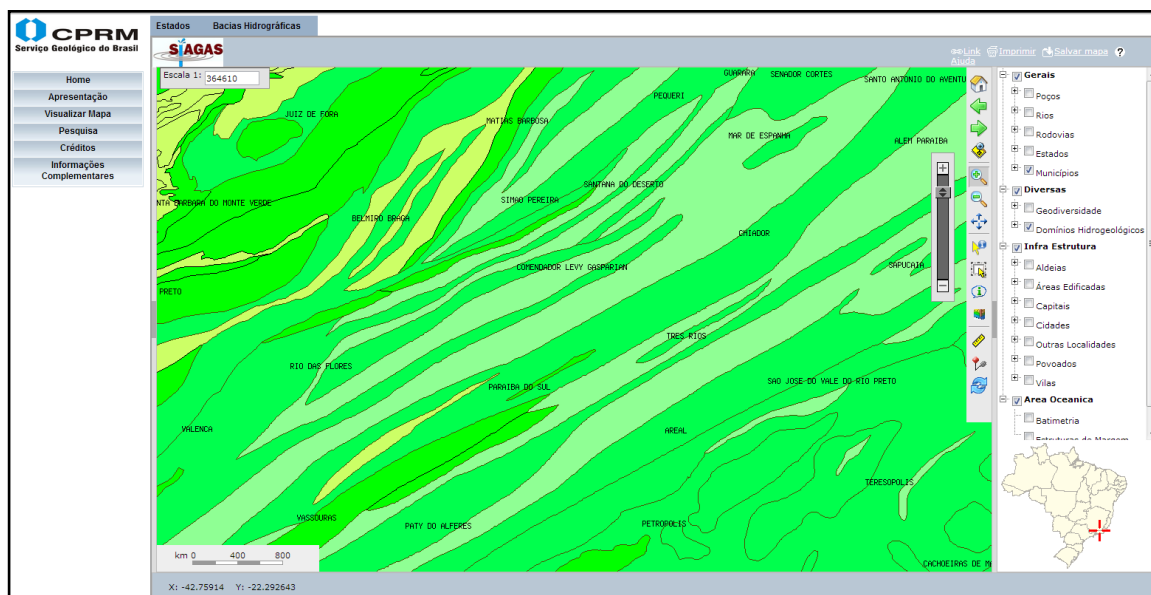 CPRM
Serviço Geológico do Brasil
Estados Bacias Hidrográficas
SIAGAS
Link Imprimir Salvar mapa ?
Ajuda
Home
Apresentação
Visualizar Mapa
Pesquisa
Créditos
Informações
Complementares
Escala 1: 364610
GUARARA SENADOR CORTES
SANTO ANTONIO DO AVENTU
PEQUERI
JUIZ DE FORA
MATIAS BARBOSA
MAR DE ESPANHA
ALEM PARAIBA
SANTANA DO DESERTO
SIMAO PEREIRA
NTA BARBARA DO MONTE VERDE
BELMIRO BRAGA
CHIADOR
COMENDADOR LEVY GASPARIAN
SAPUCAIA
PRETO
TRES RIOS
RIO DAS FLORES
PARAIBA DO SUL
SAO JOSE DO VALE DO RIO PRETO
VALENCA
AREAL
TERESOPOLIS
VASSOURAS
PATY DO ALFERES
PETROPOLIS
CACHOEIRAS DE
km 0 400 800
X: -42.75914 Y: -22.292643
Gerais
Poços
Rios
Rodovias
Estados
Municípios
Diversas
Geodiversidade
Domínios Hidrogeológicos
Infra Estrutura
Aldeias
Áreas Edificadas
Capitais
Cidades
Outras Localidades
Povoados
Vilas
Area Oceanica
Batimetria
Estruturas de Margem